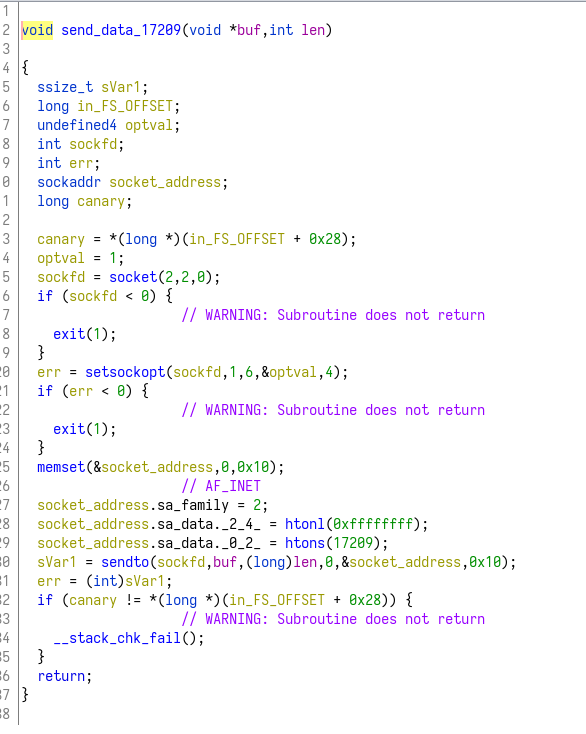 1
2 void send_data_17209(void *buf,int len)
3
4 {
5 ssize_t sVar1;
6 long in_FS_OFFSET;
7 undefined4 optval;
8 int sockfd;
9 int err;
0 sockaddr socket_address;
1 long canary;
2
3 canary = *(long *)(in_FS_OFFSET + 0x28);
4 optval = 1;
5 sockfd = socket(2,2,0);
6 if (sockfd < 0) {
7 // WARNING: Subroutine does not return
8 exit(1);
9 }
20 err = setsockopt(sockfd,1,6,&optval,4);
21 if (err < 0) {
22 // WARNING: Subroutine does not return
23 exit(1);
24 }
25 memset(&socket_address,0,0x10);
26 // AF_INET
27 socket_address.sa_family = 2;
28 socket_address.sa_data._2_4_ = htonl(0xffffffff);
29 socket_address.sa_data._0_2_ = htons(17209);
30 sVar1 = sendto(sockfd,buf,(long)len,0,&socket_address,0x10);
31 err = (int)sVar1;
32 if (canary != *(long *)(in_FS_OFFSET + 0x28)) {
33 // WARNING: Subroutine does not return
34 __stack_chk_fail();
35 }
36 return;
37 }
38